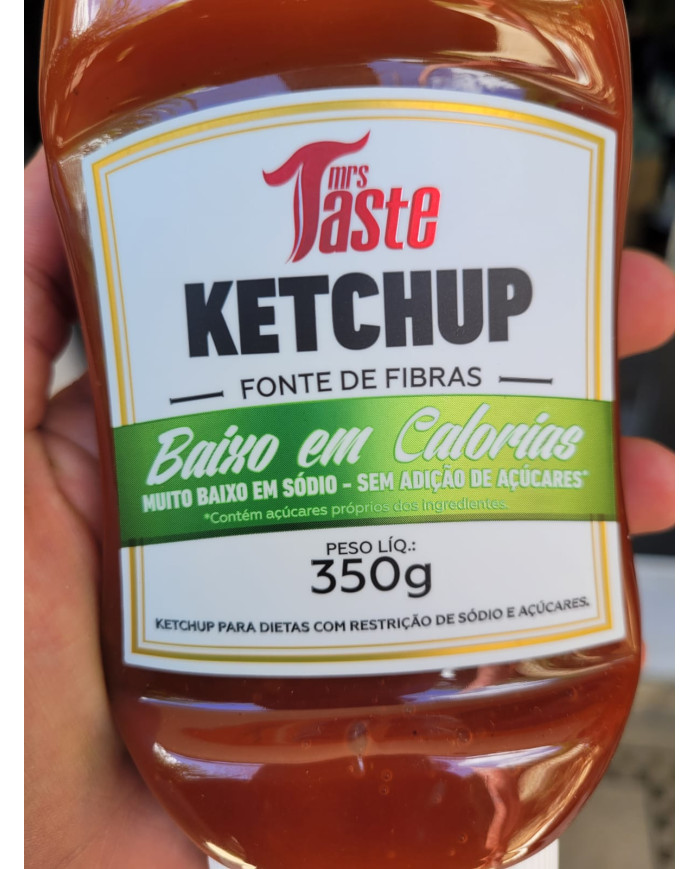 mrs
Taste
KETCHUP
FONTE DE FIBRAS
Baixo em Calorias
MUITO BAIXO EM SÓDIO - SEM ADIÇÃO DE AÇÚCARES*
*Contém açúcares próprios dos ingredientes.
PESO LÍQ.:
350g
KETCHUP PARA DIETAS COM RESTRIÇÃO DE SÓDIO E AÇÚCARES.